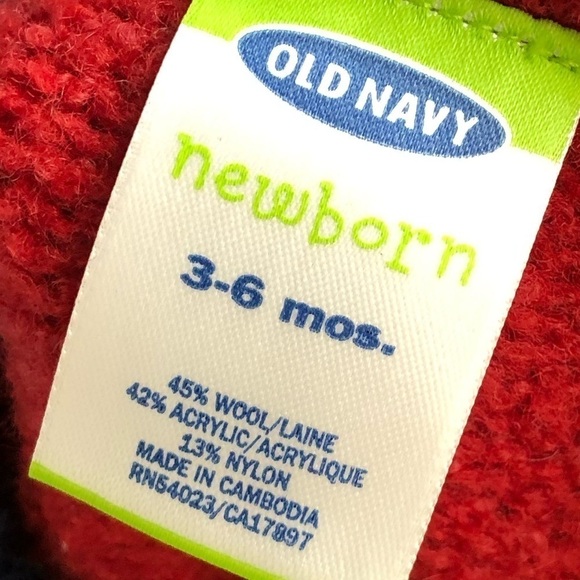 OLD NAVY
newborn
3-6 mos.
45% WOOL/LAINE
42% ACRYLIC/ACRYLIQUE
13% NYLON
MADE IN CAMBODIA
RN54023/CA17897